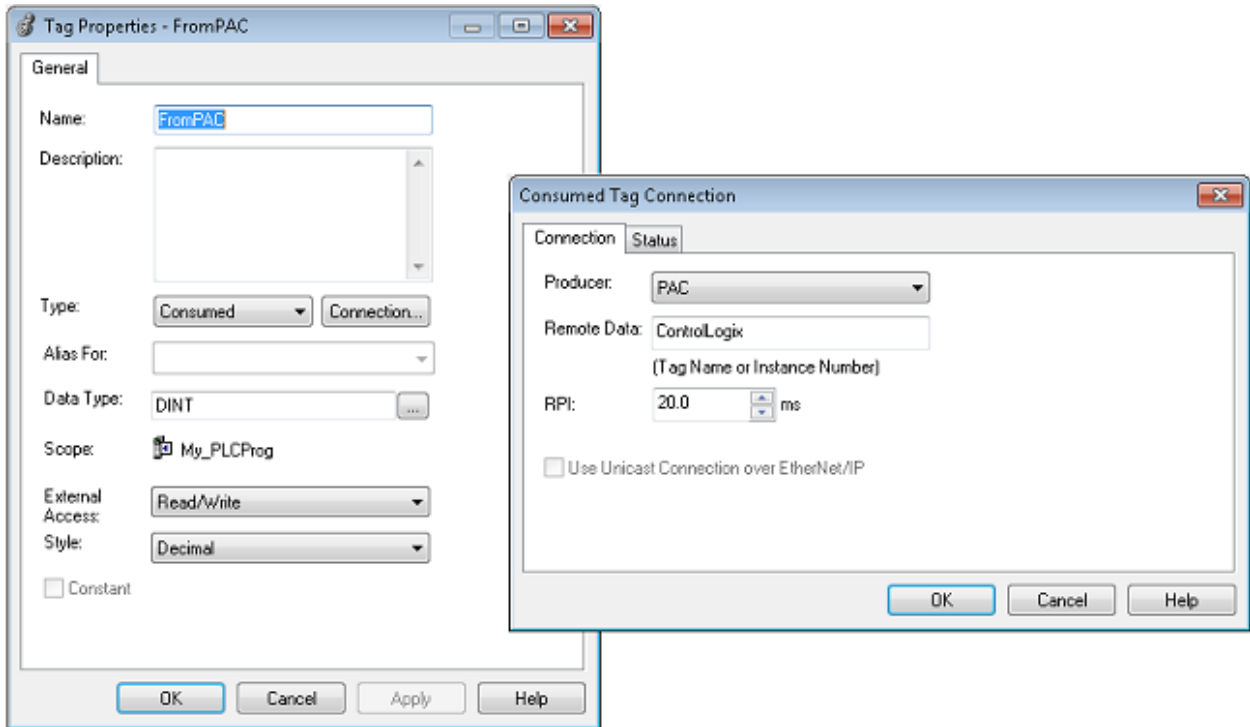 Tag Properties - FromPAC
General
Name: FromPAC
Description:
Type: Consumed Connection...
Alias For:
Data Type: DINT ...
Scope: My_PLCProg
External Access: Read/Write
Style: Decimal
Constant
OK Cancel Apply Help
Consumed Tag Connection
Connection Status
Producer: PAC
Remote Data: ControlLogix
(Tag Name or Instance Number)
RPI: 20.0 ms
Use Unicast Connection over EtherNet/IP
OK Cancel Help